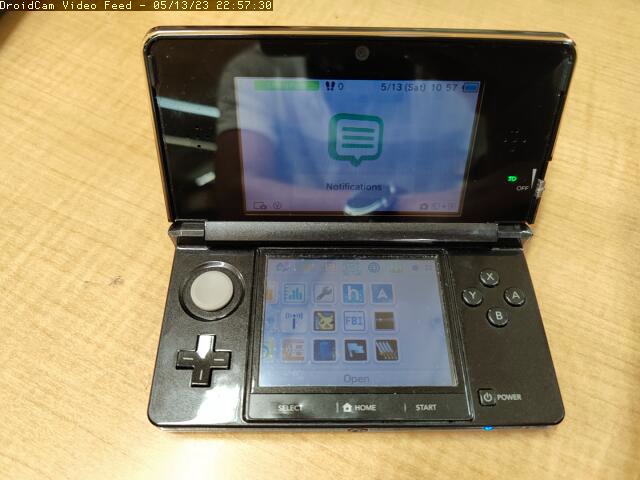 DroidCam Video Feed - 05/13/23 22:57:30
0 5/13 (Sat) 10 57
Notifications
3D
OFF
X
Y A
B
h: A
FBI
Open
SELECT HOME START
POWER